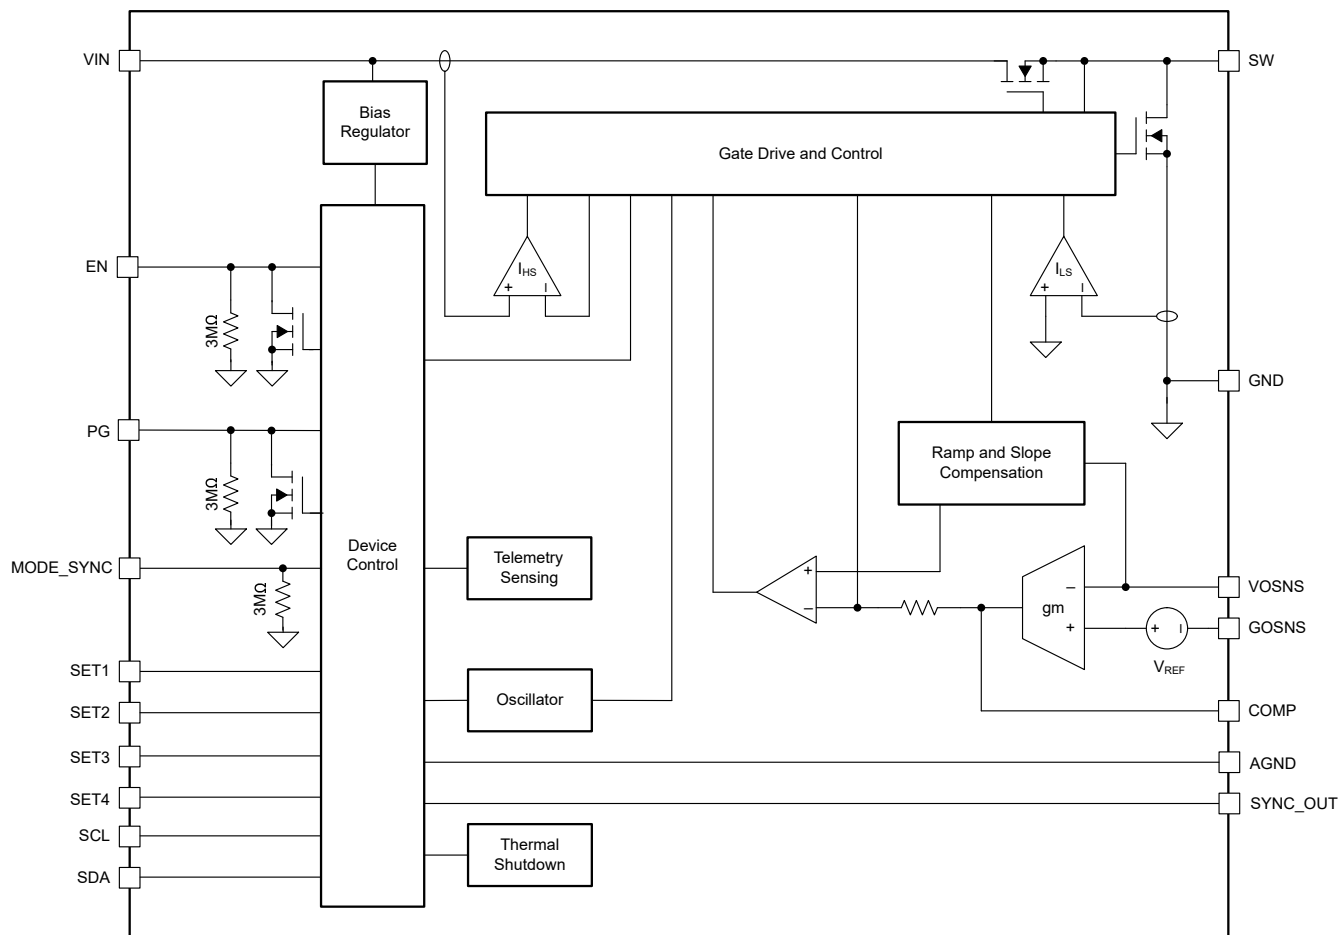 VIN
SW
Bias
Regulator
Gate Drive and Control
EN
I_HS
+
−
I_LS
+
−
3MΩ
GND
PG
3MΩ
Ramp and Slope
Compensation
Device
Control
Telemetry
Sensing
MODE_SYNC
3MΩ
+
−
gm
−
+
VOSNS
+
−
GOSNS
V_REF
SET1
Oscillator
SET2
COMP
SET3
AGND
SET4
SYNC_OUT
SCL
Thermal
Shutdown
SDA